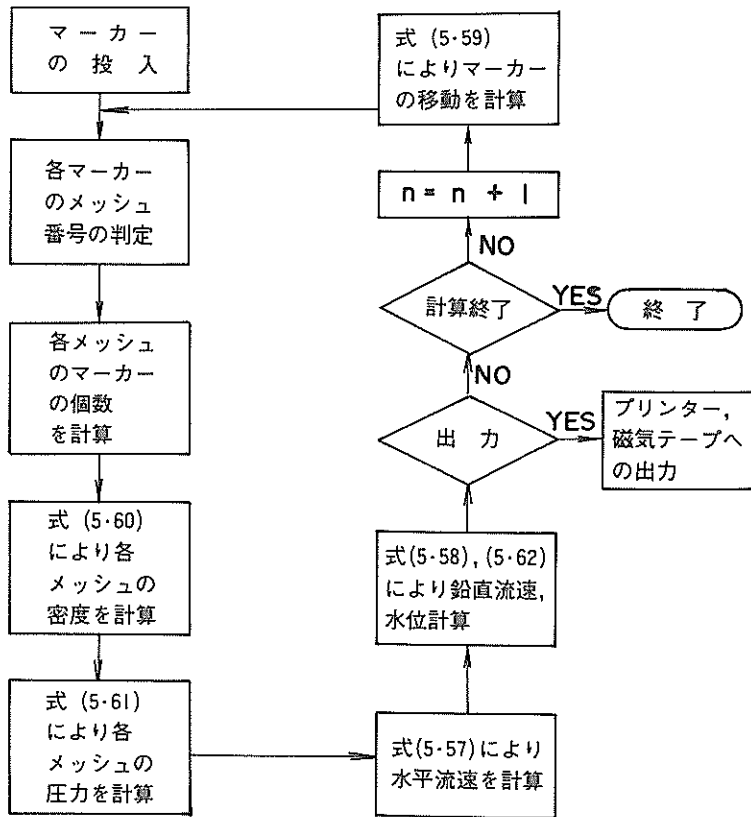 マーカー
の投入
各マーカー
のメッシュ
番号の判定
各メッシュ
のマーカー
の個数
を計算
式 (5·60)
により各
メッシュの
密度を計算
式 (5·61)
により各
メッシュの
圧力を計算
式(5·57)により
水平流速を計算
式(5·58), (5·62)
により鉛直流速,
水位計算
出力
YES
プリンター,
磁気テープへ
の出力
NO
計算終了
YES
終了
NO
n = n + 1
式 (5·59)
によりマーカー
の移動を計算